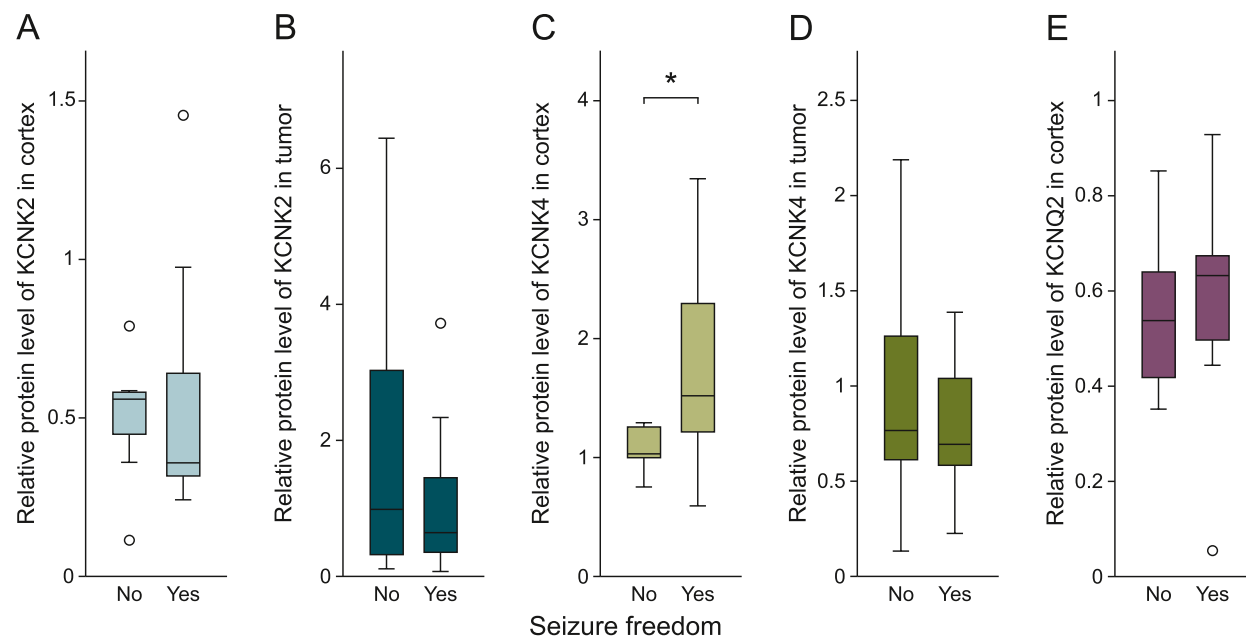 A
B
C
D
E
Relative protein level of KCNK2 in cortex
1.5
1
0.5
0
No Yes
Relative protein level of KCNK2 in tumor
6
4
2
0
No Yes
Relative protein level of KCNK4 in cortex
*
4
3
2
1
0
No Yes
Relative protein level of KCNK4 in tumor
2.5
2
1.5
1
0.5
0
No Yes
Relative protein level of KCNQ2 in cortex
1
0.8
0.6
0.4
0.2
0
No Yes
Seizure freedom